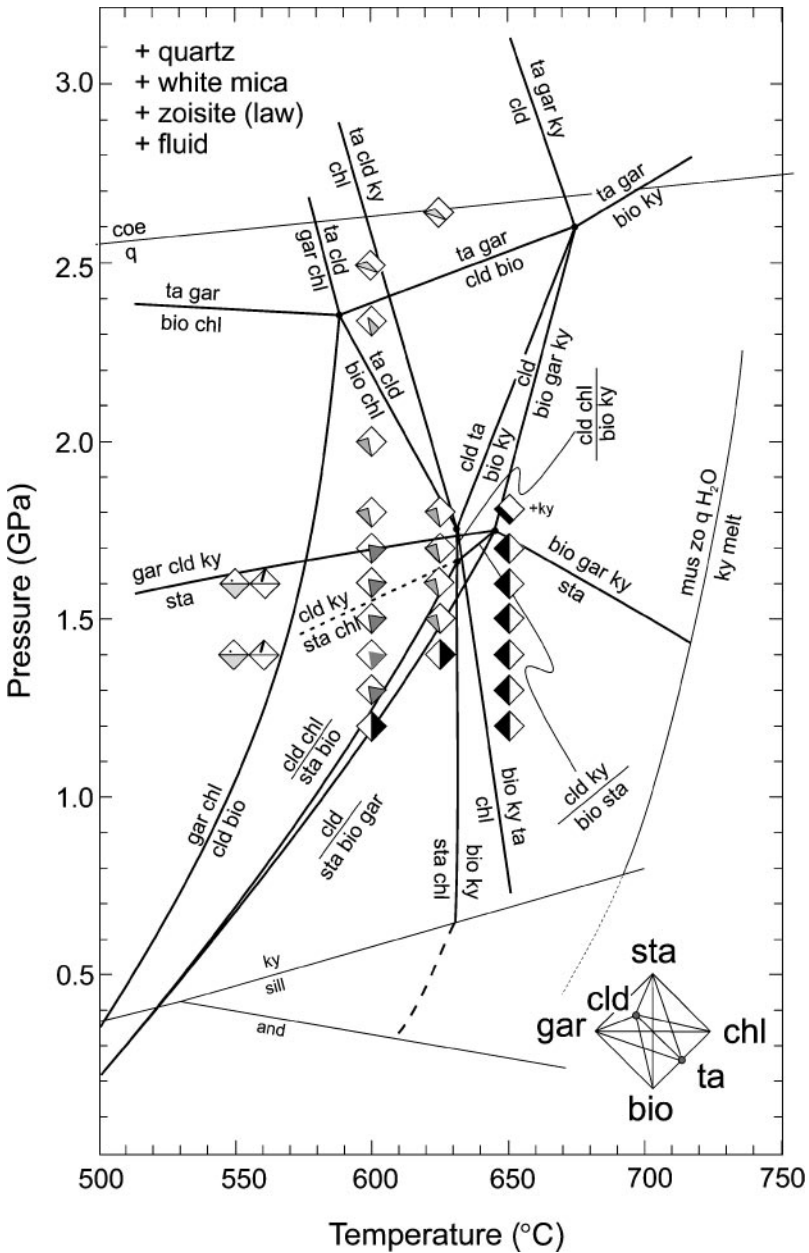 + quartz
+ white mica
+ zoisite (law)
+ fluid
3.0
2.5
2.0
1.5
1.0
0.5
Pressure (GPa)
500
550
600
650
700
750
Temperature (°C)
coe
q
ta gar ky
cld
ta cld ky
chl
ta cld
gar chl
ta gar
bio ky
ta gar
cld bio
ta gar
bio chl
ta cld
bio chl
cld
bio gar ky
cld ta
bio ky
cld chl
bio ky
+ky
gar cld ky
sta
cld ky
sta chl
bio gar ky
sta
mus zo q H₂O
ky melt
gar chl
cld bio
cld chl
sta bio
cld
sta bio gar
sta chl
bio ky
bio ky ta
chl
cld ky
bio sta
ky
sill
and
sta
cld
gar
chl
ta
bio